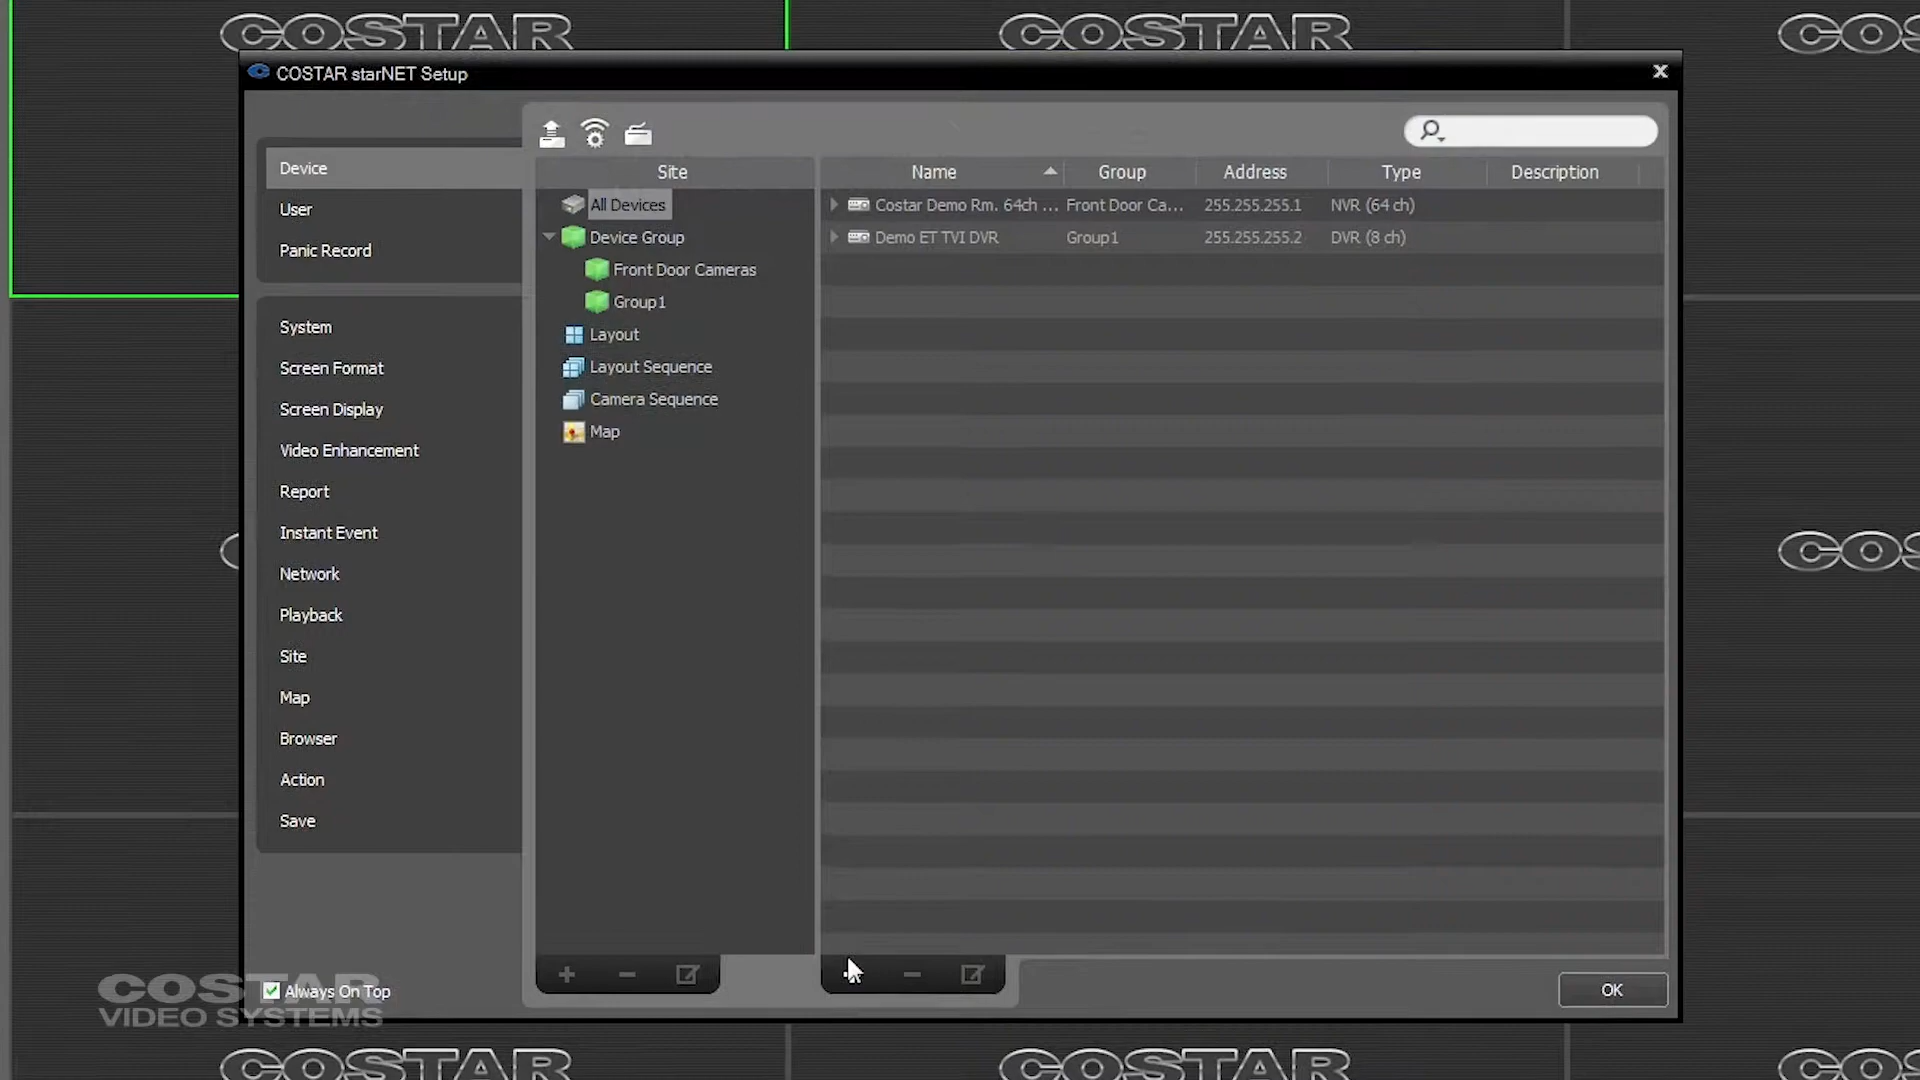 COSTAR COSTAR COS
COSTAR starNET Setup
Device
User
Panic Record
System
Screen Format
Screen Display
Video Enhancement
Report
Instant Event
Network
Playback
Site
Map
Browser
Action
Save
Always On Top
Site
All Devices
Device Group
Front Door Cameras
Group1
Layout
Layout Sequence
Camera Sequence
Map
Name Group Address Type Description
Costar Demo Rm. 64ch ... Front Door Ca... 255.255.255.1 NVR (64 ch)
Demo ET TVI DVR Group1 255.255.255.2 DVR (8 ch)
OK
COS
COSTAR
VIDEO SYSTEMS
COSTAR COSTAR COS